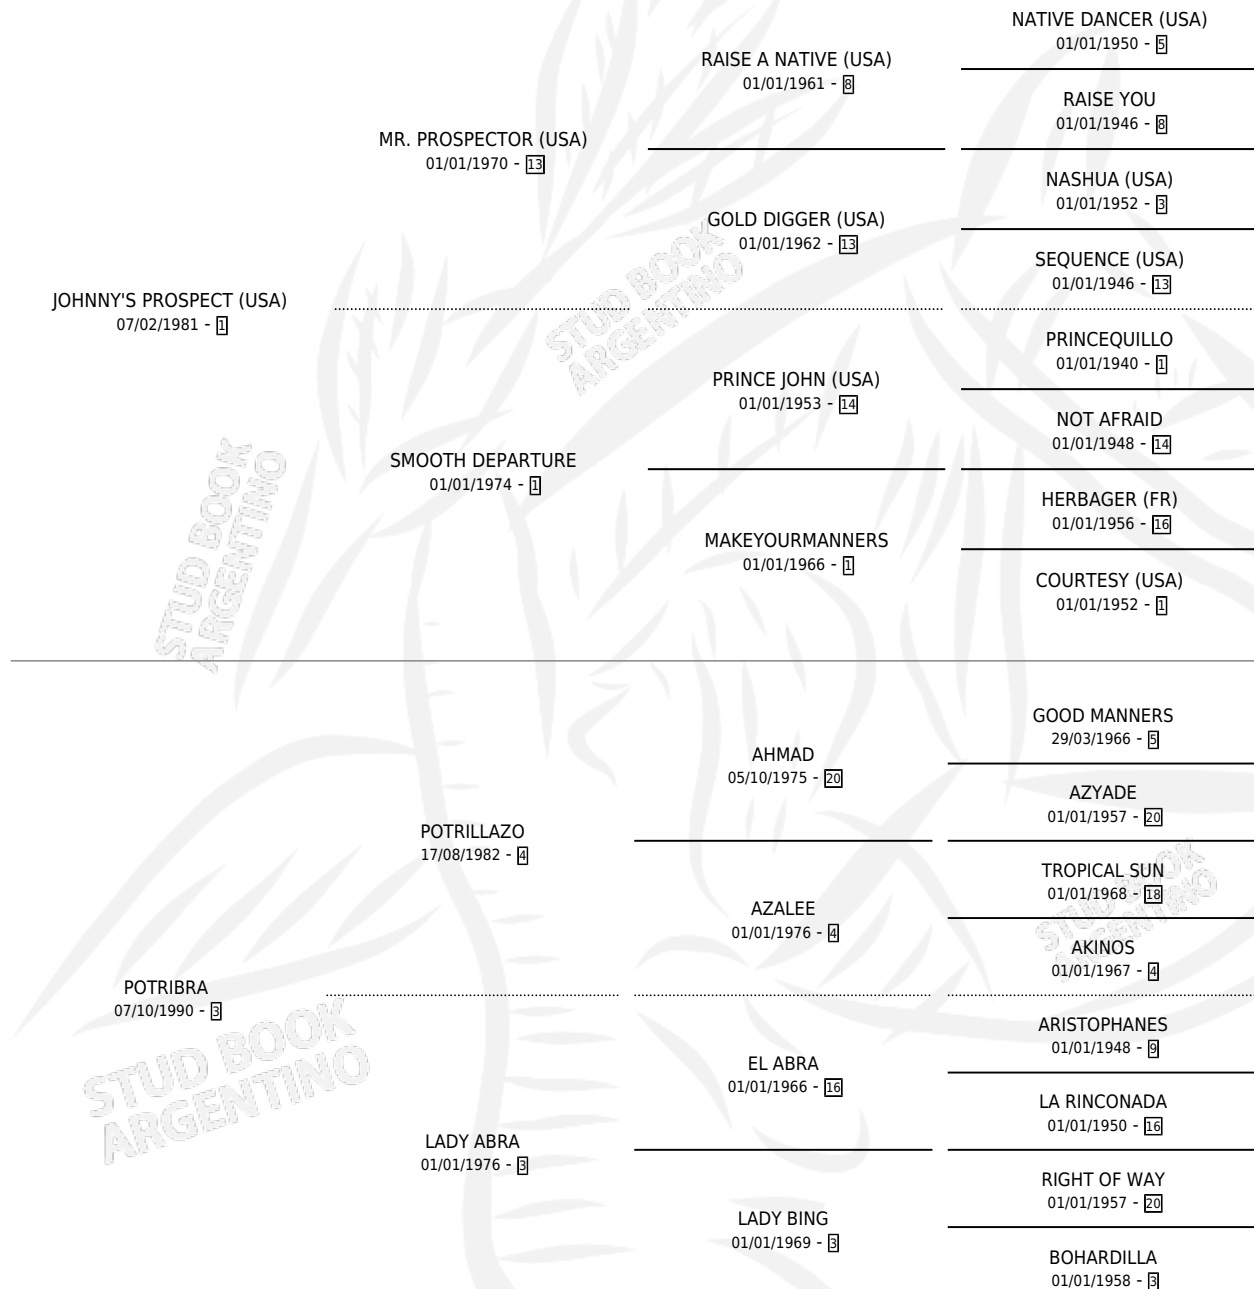 NATIVE DANCER (USA)
01/01/1950 - 5
RAISE A NATIVE (USA)
01/01/1961 - 8
RAISE YOU
01/01/1946 - 8
MR. PROSPECTOR (USA)
01/01/1970 - 13
NASHUA (USA)
01/01/1952 - 3
GOLD DIGGER (USA)
01/01/1962 - 13
SEQUENCE (USA)
01/01/1946 - 13
JOHNNY'S PROSPECT (USA)
07/02/1981 - 1
STUD BOOK
ARGENTINO
PRINCEQUILLO
01/01/1940 - 1
PRINCE JOHN (USA)
01/01/1953 - 14
NOT AFRAID
01/01/1948 - 14
SMOOTH DEPARTURE
01/01/1974 - 1
HERBAGER (FR)
01/01/1956 - 16
MAKEYOURMANNERS
01/01/1966 - 1
COURTESY (USA)
01/01/1952 - 1
STUD BOOK
ARGENTINO
GOOD MANNERS
29/03/1966 - 5
AHMAD
05/10/1975 - 20
AZYADE
01/01/1957 - 20
POTRILLAZO
17/08/1982 - 4
TROPICAL SUN
01/01/1968 - 18
AZALEE
01/01/1976 - 4
STUD BOOK
ARGENTINO
AKINOS
01/01/1967 - 4
POTRIBRA
07/10/1990 - 3
STUD BOOK
ARGENTINO
ARISTOPHANES
01/01/1948 - 9
EL ABRA
01/01/1966 - 16
LA RINCONADA
01/01/1950 - 16
LADY ABRA
01/01/1976 - 3
RIGHT OF WAY
01/01/1957 - 20
LADY BING
01/01/1969 - 3
BOHARDILLA
01/01/1958 - 3